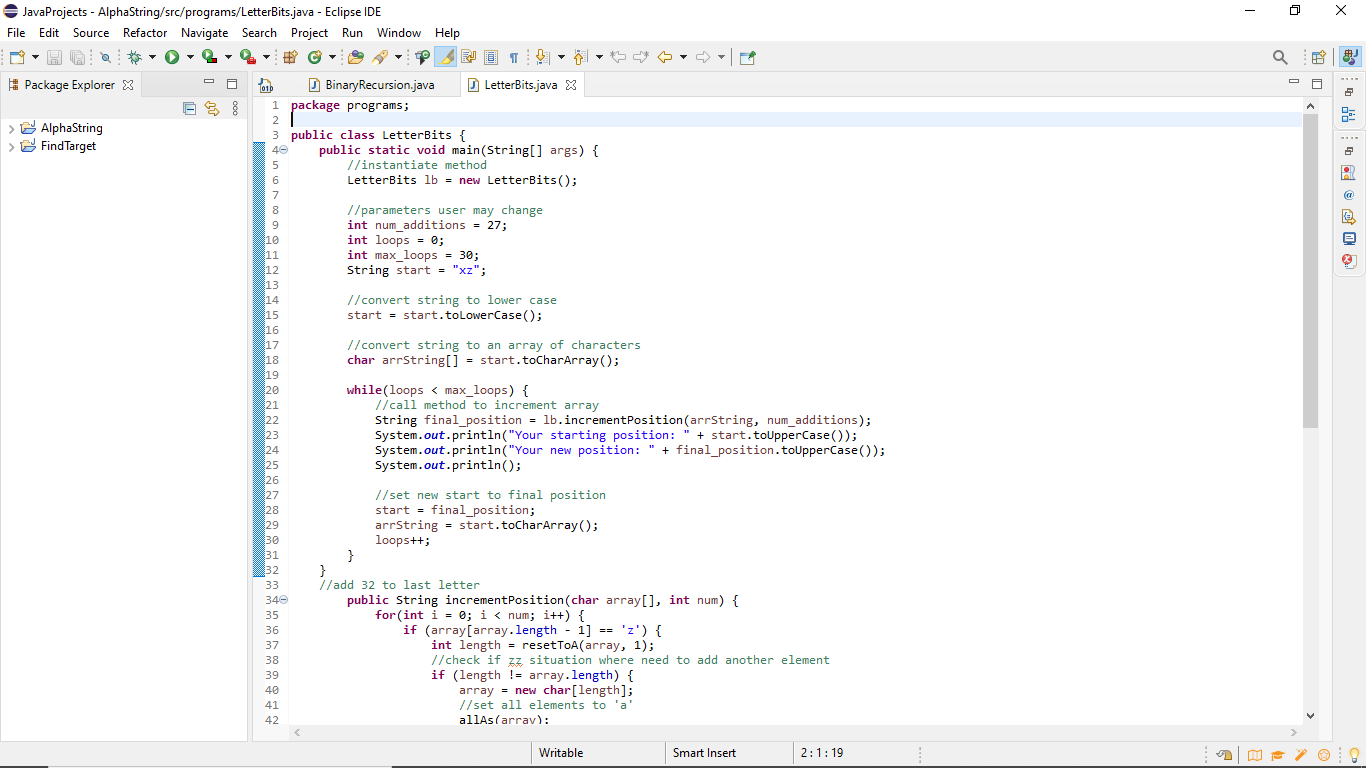 JavaProjects - AlphaString/src/programs/LetterBits.java - Eclipse IDE
File Edit Source Refactor Navigate Search Project Run Window Help
Package Explorer
BinaryRecursion.java LetterBits.java
AlphaString
FindTarget
1 package programs;
2
3 public class LetterBits {
4 public static void main(String[] args) {
5 //instantiate method
6 LetterBits lb = new LetterBits();
7
8 //parameters user may change
9 int num_additions = 27;
10 int loops = 0;
11 int max_loops = 30;
12 String start = "xz";
13
14 //convert string to lower case
15 start = start.toLowerCase();
16
17 //convert string to an array of characters
18 char arrString[] = start.toCharArray();
19
20 while(loops < max_loops) {
21 //call method to increment array
22 String final_position = lb.incrementPosition(arrString, num_additions);
23 System.out.println("Your starting position: " + start.toUpperCase());
24 System.out.println("Your new position: " + final_position.toUpperCase());
25 System.out.println();
26
27 //set new start to final position
28 start = final_position;
29 arrString = start.toCharArray();
30 loops++;
31 }
32 }
33 //add 32 to last letter
34 public String incrementPosition(char array[], int num) {
35 for(int i = 0; i < num; i++) {
36 if (array[array.length - 1] == 'z') {
37 int length = resetToA(array, 1);
38 //check if zz situation where need to add another element
39 if (length != array.length) {
40 array = new char[length];
41 //set all elements to 'a'
42 allAs(array);
Writable Smart Insert 2 : 1 : 19